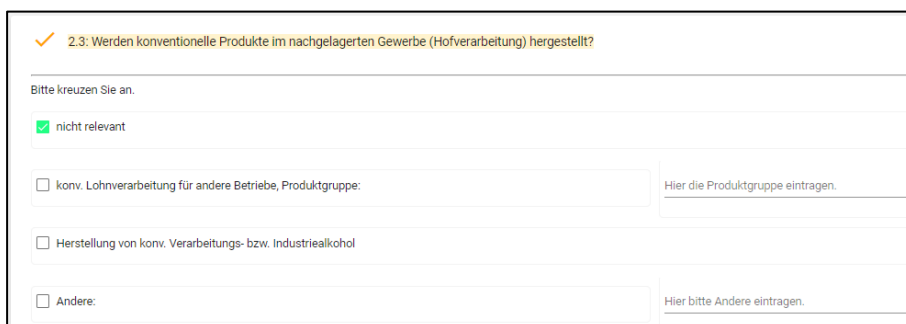 2.3: Werden konventionelle Produkte im nachgelagerten Gewerbe (Hofverarbeitung) hergestellt?
Bitte kreuzen Sie an.
nicht relevant
konv. Lohnverarbeitung für andere Betriebe, Produktgruppe: Hier die Produktgruppe eintragen.
Herstellung von konv. Verarbeitungs- bzw. Industriealkohol
Andere: Hier bitte Andere eintragen.